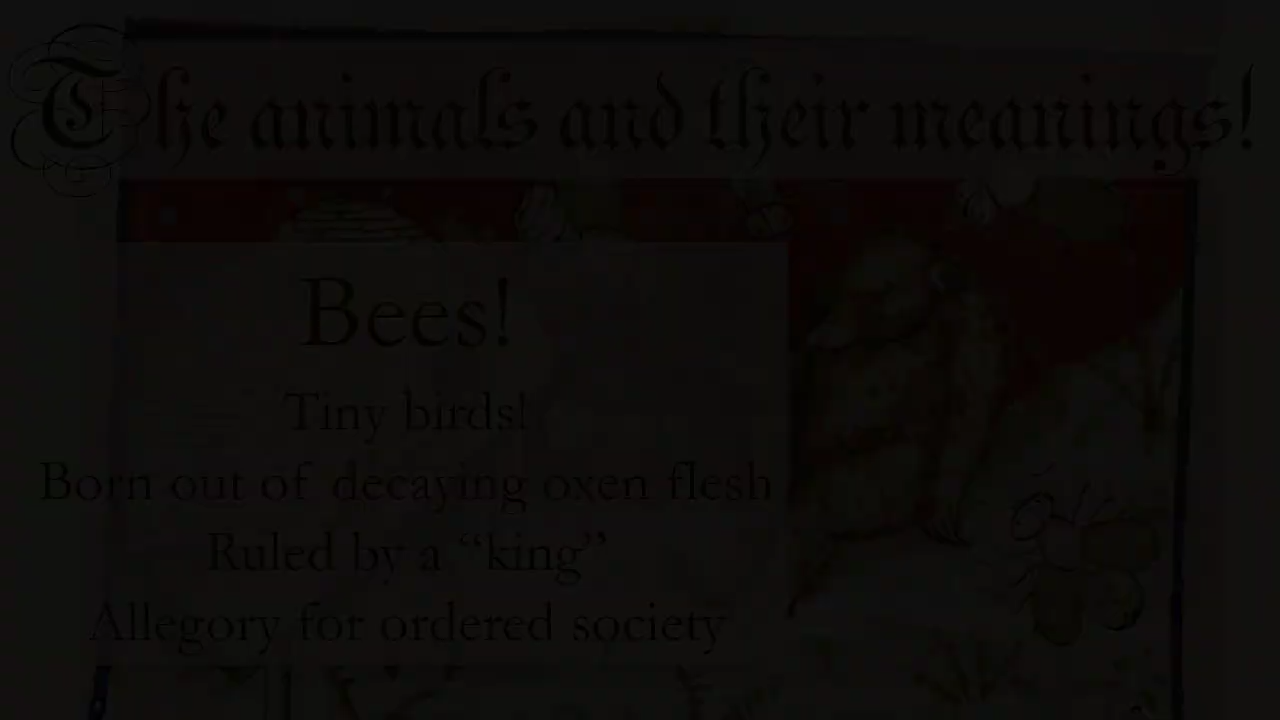 The animals and their meanings!
Bees!
Tiny birds!
Born out of decaying oxen flesh
Ruled by a “king”
Allegory for ordered society